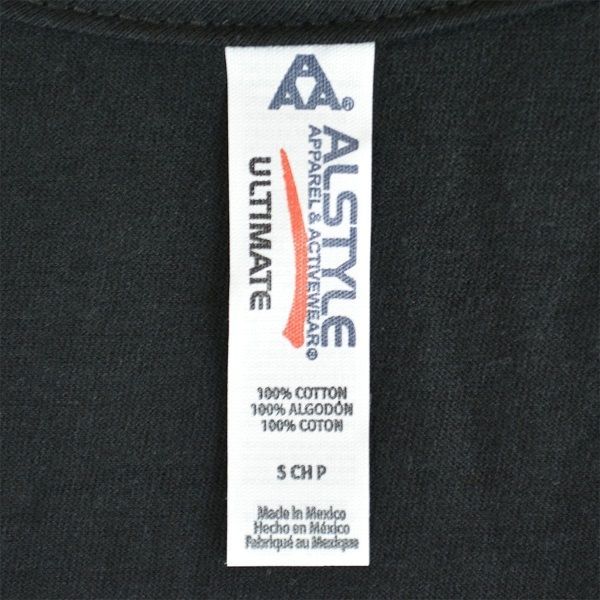 AA®
ALSTYLE
APPAREL & ACTIVEWEAR®
ULTIMATE
100% COTTON
100% ALGODÓN
100% COTON
S CH P
Made in Mexico
Hecho en México
Fabriqué au Mexique